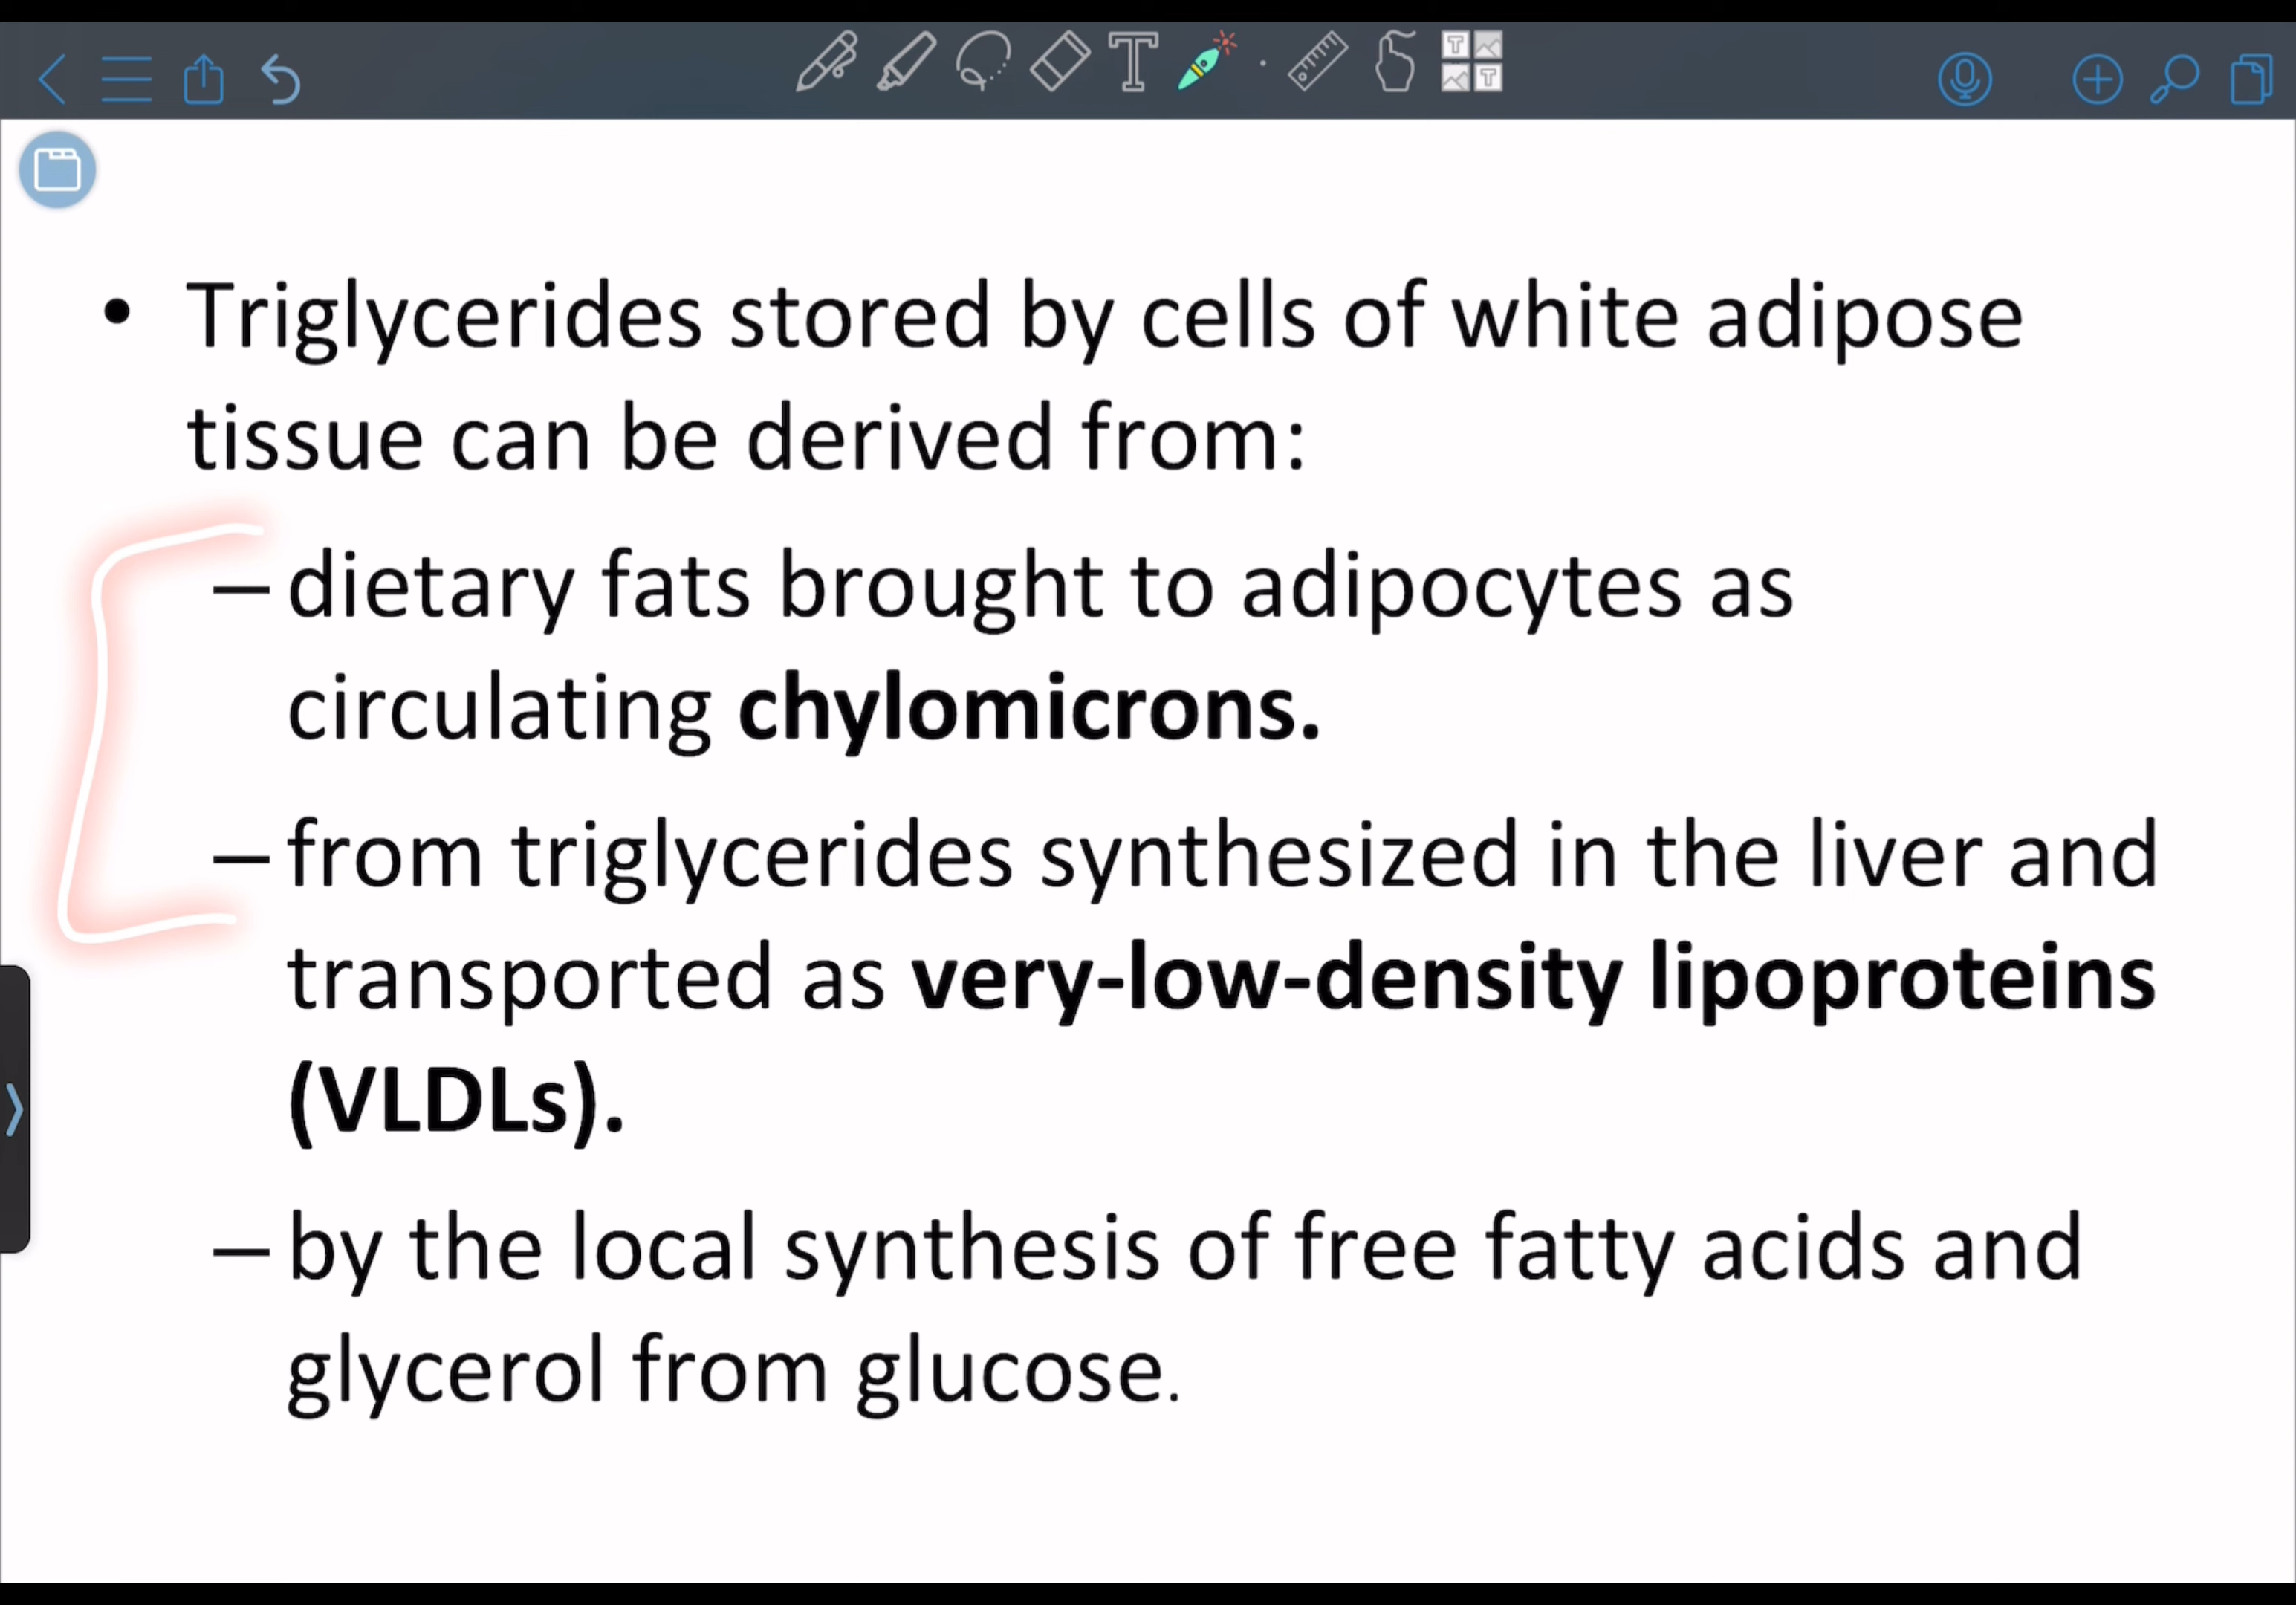 • Triglycerides stored by cells of white adipose
tissue can be derived from:
– dietary fats brought to adipocytes as
circulating chylomicrons.
– from triglycerides synthesized in the liver and
transported as very-low-density lipoproteins
(VLDLs).
– by the local synthesis of free fatty acids and
glycerol from glucose.